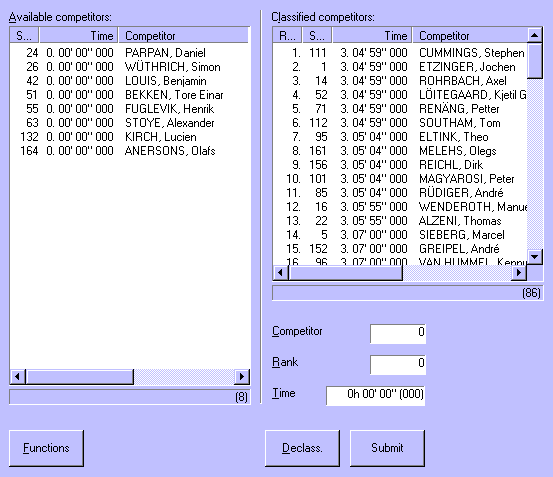 Available competitors:
S... Time Competitor
24 0. 00' 00'' 000 PARPAN, Daniel
26 0. 00' 00'' 000 WÜTHRICH, Simon
42 0. 00' 00'' 000 LOUIS, Benjamin
51 0. 00' 00'' 000 BEKKEN, Tore Einar
55 0. 00' 00'' 000 FUGLEVIK, Henrik
63 0. 00' 00'' 000 STOYE, Alexander
132 0. 00' 00'' 000 KIRCH, Lucien
164 0. 00' 00'' 000 ANERSONS, Olafs
(8)
Functions
Classified competitors:
R... S... Time Competitor
1. 111 3. 04' 59'' 000 CUMMINGS, Stephen
2. 1 3. 04' 59'' 000 ETZINGER, Jochen
3. 14 3. 04' 59'' 000 ROHRBACH, Axel
4. 52 3. 04' 59'' 000 LÖITEGAARD, Kjetil G
5. 71 3. 04' 59'' 000 RENÄNG, Petter
6. 112 3. 04' 59'' 000 SOUTHAM, Tom
7. 95 3. 05' 04'' 000 ELTINK, Theo
8. 161 3. 05' 04'' 000 MELEHS, Olegs
9. 156 3. 05' 04'' 000 REICHL, Dirk
10. 101 3. 05' 04'' 000 MAGYAROSI, Peter
11. 85 3. 05' 04'' 000 RÜDIGER, André
12. 16 3. 05' 55'' 000 WENDEROTH, Manue
13. 22 3. 05' 55'' 000 ALZENI, Thomas
14. 5 3. 07' 00'' 000 SIEBERG, Marcel
15. 152 3. 07' 00'' 000 GREIPEL, André
16. 96 3. 07' 00'' 000 VAN HUMMEL, Kenny
(86)
Competitor 0
Rank 0
Time 0h 00' 00'' (000)
Declass. Submit